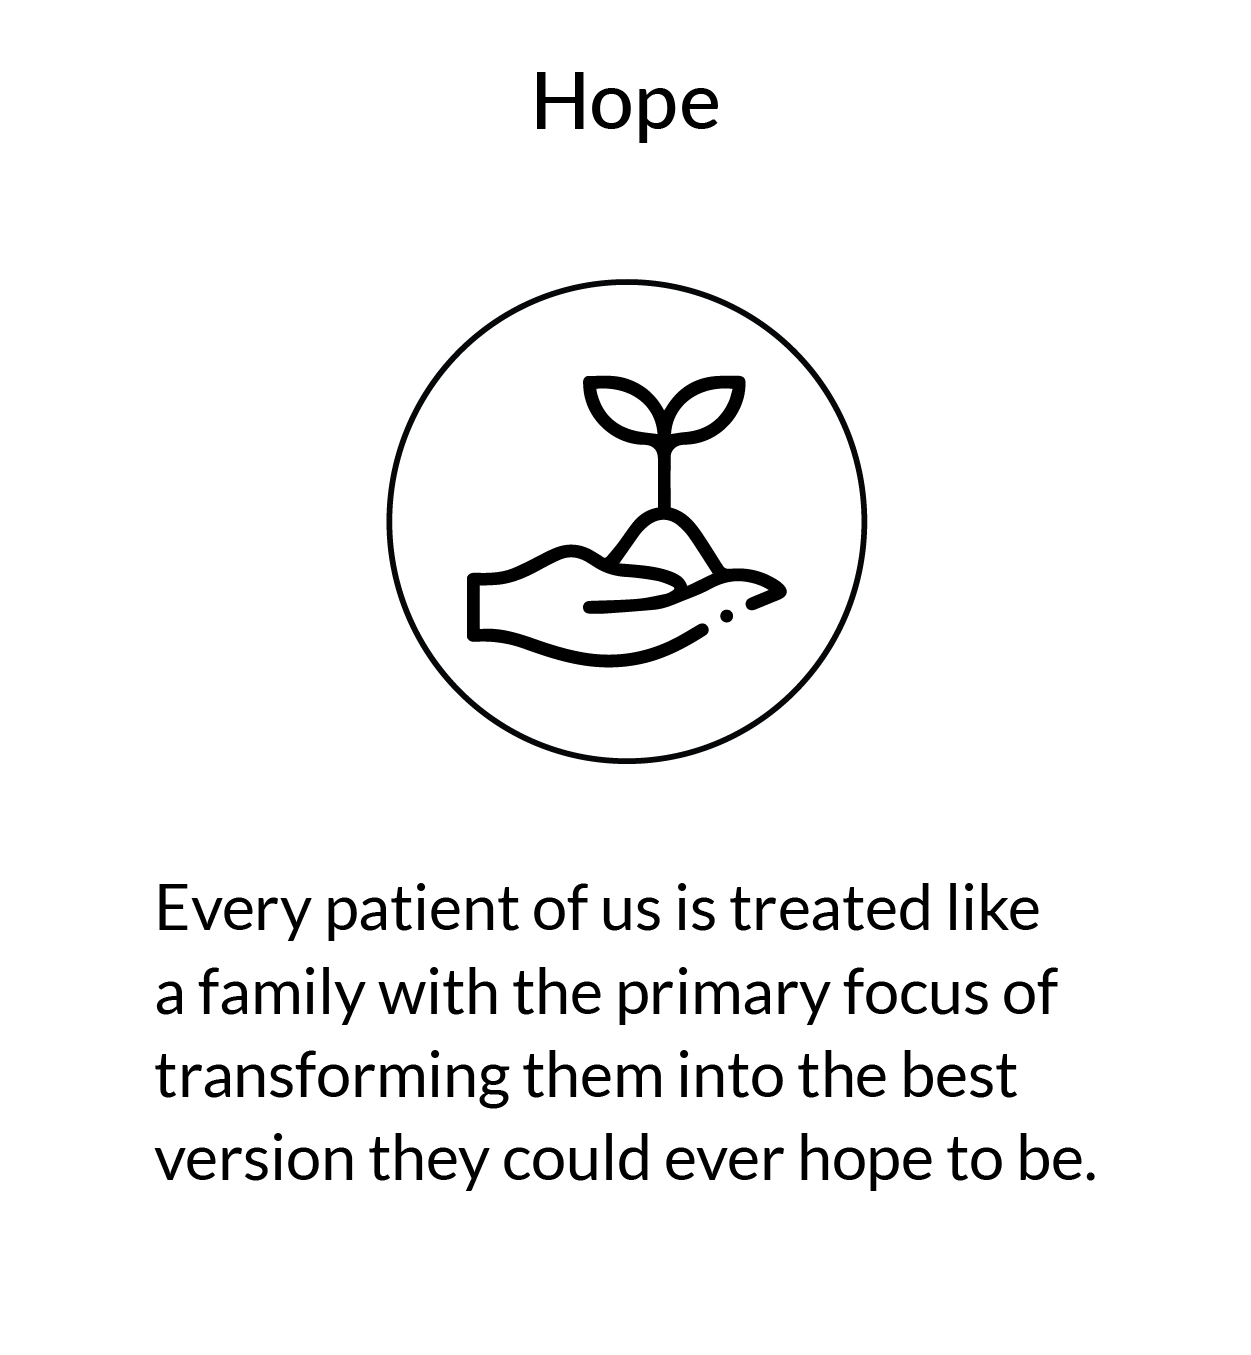 Hope
Every patient of us is treated like
a family with the primary focus of
transforming them into the best
version they could ever hope to be.